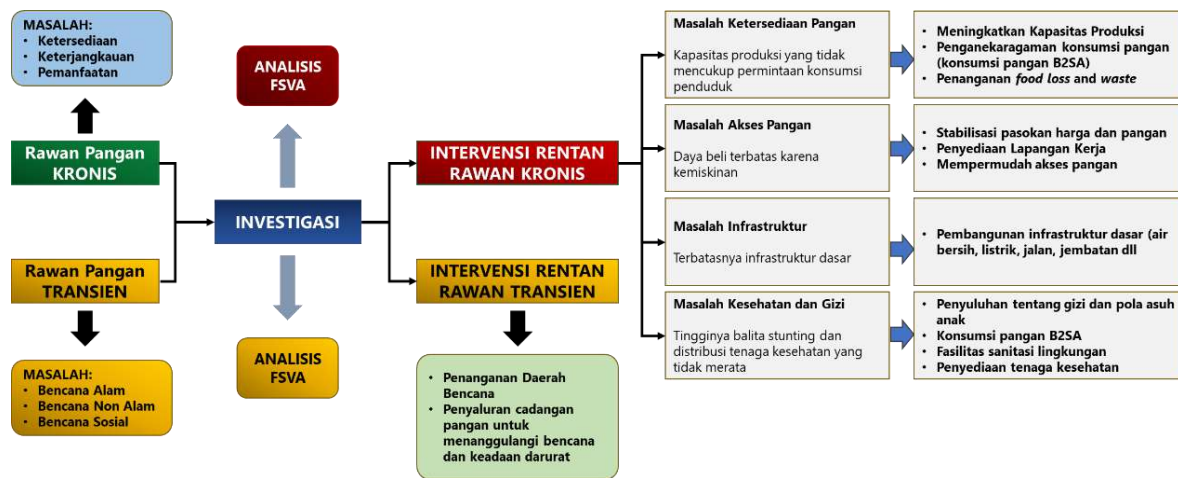 MASALAH:
• Ketersediaan
• Keterjangkauan
• Pemanfaatan
Rawan Pangan
KRONIS
Rawan Pangan
TRANSIEN
MASALAH:
• Bencana Alam
• Bencana Non Alam
• Bencana Sosial
ANALISIS
FSVA
INVESTIGASI
ANALISIS
FSVA
INTERVENSI RENTAN
RAWAN KRONIS
INTERVENSI RENTAN
RAWAN TRANSIEN
• Penanganan Daerah
Bencana
• Penyaluran cadangan
pangan untuk
menanggulangi bencana
dan keadaan darurat
Masalah Ketersediaan Pangan
Kapasitas produksi yang tidak
mencukup permintaan konsumsi
penduduk
• Meningkatkan Kapasitas Produksi
• Penganekaragaman konsumsi pangan
(konsumsi pangan B2SA)
• Penanganan food loss and waste
Masalah Akses Pangan
Daya beli terbatas karena
kemiskinan
• Stabilisasi pasokan harga dan pangan
• Penyediaan Lapangan Kerja
• Mempermudah akses pangan
Masalah Infrastruktur
Terbatasnya infrastruktur dasar
• Pembangunan infrastruktur dasar (air
bersih, listrik, jalan, jembatan dll
Masalah Kesehatan dan Gizi
Tingginya balita stunting dan
distribusi tenaga kesehatan yang
tidak merata
• Penyuluhan tentang gizi dan pola asuh
anak
• Konsumsi pangan B2SA
• Fasilitas sanitasi lingkungan
• Penyediaan tenaga kesehatan